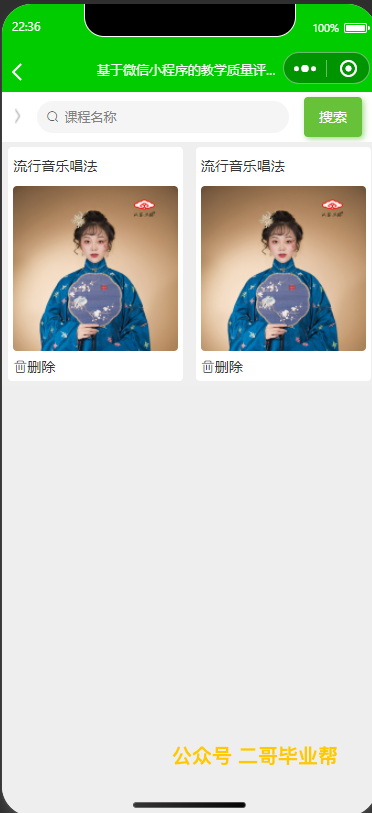 22:36
100%
基于微信小程序的教学质量评...
课程名称
搜索
流行音乐唱法
流行音乐唱法
删除
删除
公众号 二哥毕业帮